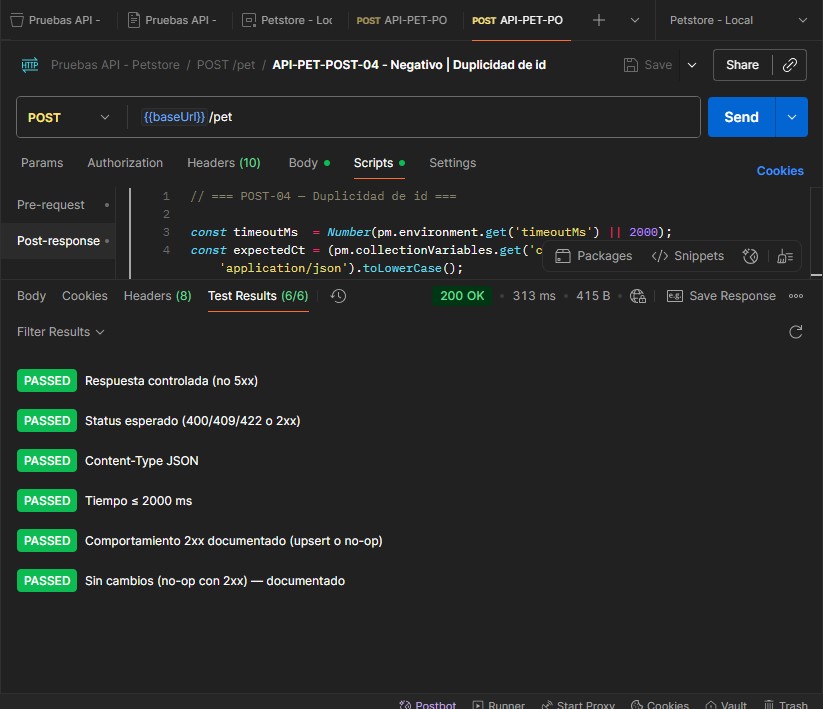 Pruebas API - Pruebas API - Petstore - Loc POST API-PET-PO POST API-PET-PO Petstore - Local
HTTP Pruebas API - Petstore / POST /pet / API-PET-POST-04 - Negativo | Duplicidad de id Save Share
POST {{baseUrl}} /pet Send
Params Authorization Headers (10) Body Scripts Settings Cookies
Pre-request
Post-response
1 // === POST-04 — Duplicidad de id ===
2
3 const timeoutMs = Number(pm.environment.get('timeoutMs') || 2000);
4 const expectedCt = (pm.collectionVariables.get('c
'application/json').toLowerCase();
Packages Snippets
Body Cookies Headers (8) Test Results (6/6) 200 OK 313 ms 415 B e.g. Save Response
Filter Results
PASSED Respuesta controlada (no 5xx)
PASSED Status esperado (400/409/422 o 2xx)
PASSED Content-Type JSON
PASSED Tiempo ≤ 2000 ms
PASSED Comportamiento 2xx documentado (upsert o no-op)
PASSED Sin cambios (no-op con 2xx) — documentado
Postbot Runner Start Proxy Cookies Vault Trash